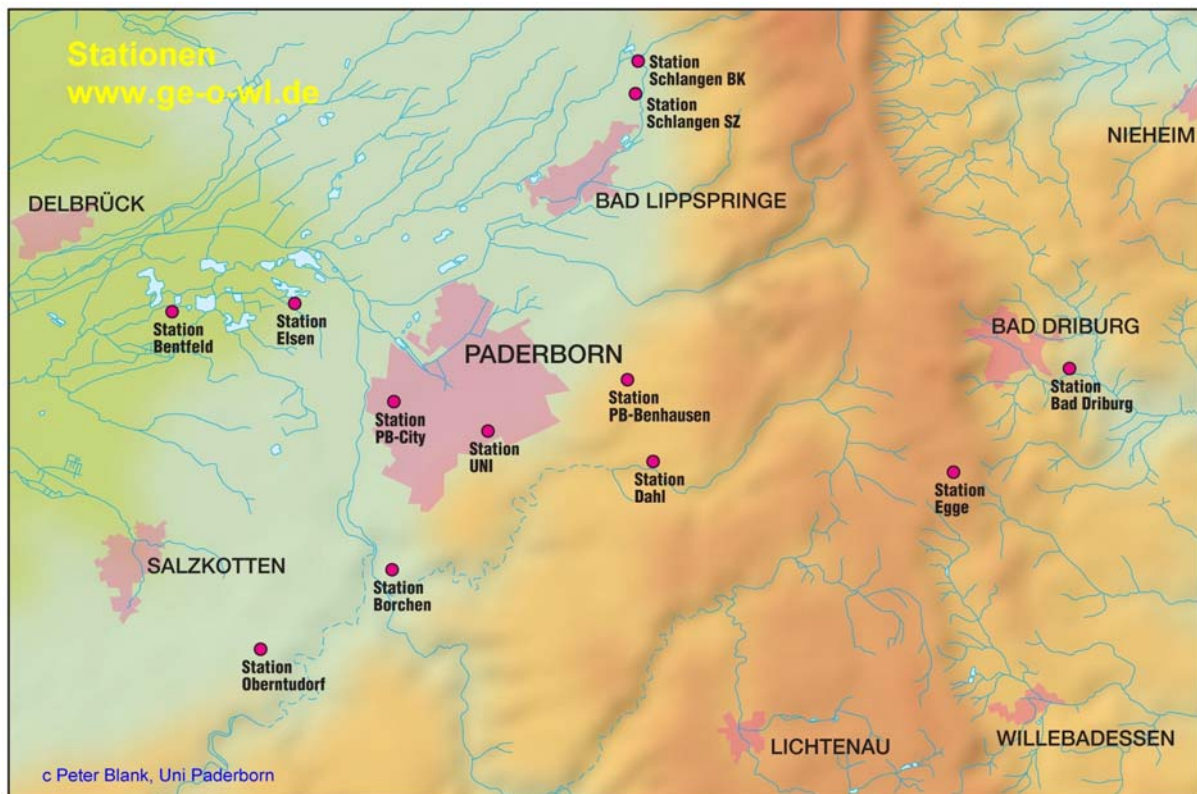 Stationen
www.ge-o-wl.de
Station
Schlangen BK
Station
Schlangen SZ
NIEHEIM
DELBRÜCK
BAD LIPPSPRINGE
Station
Bentfeld
Station
Elsen
PADERBORN
BAD DRIBURG
Station
PB-City
Station
UNI
Station
PB-Benhausen
Station
Bad Driburg
Station
Dahl
Station
Egge
SALZKOTTEN
Station
Borchen
Station
Oberntudorf
LICHTENAU
WILLEBADESSEN
c Peter Blank, Uni Paderborn